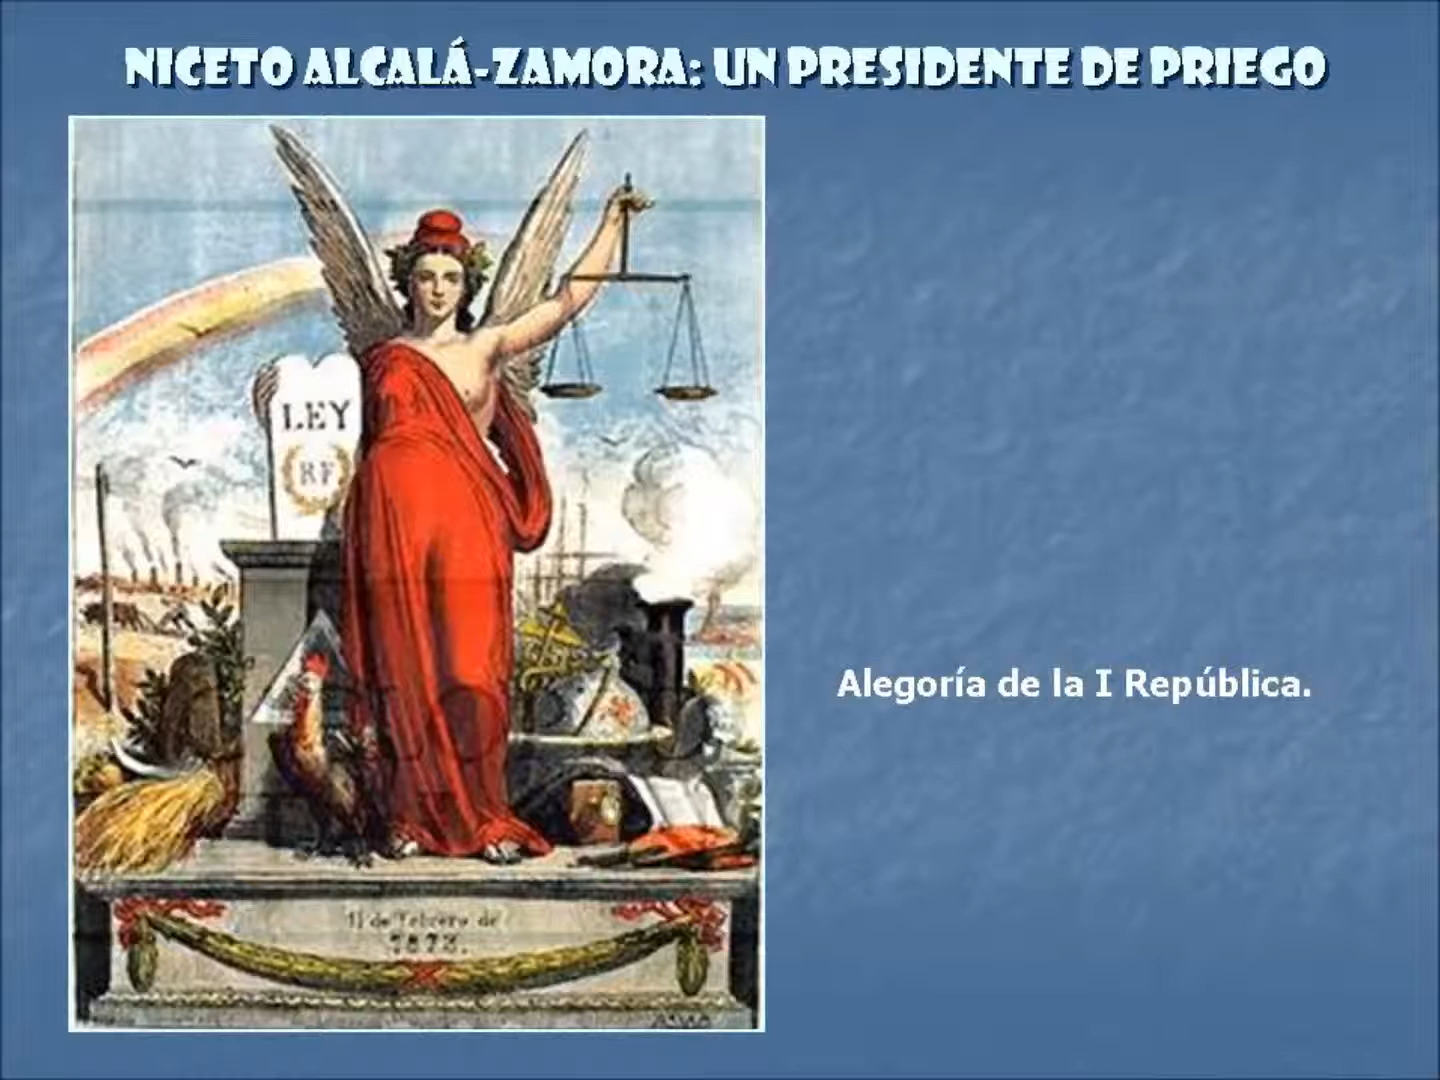 NICETO ALCALÁ-ZAMORA: UN PRESIDENTE DE PRIEGO
LEY
RF
Alegoría de la I República.
11 de Febrero de
1873.